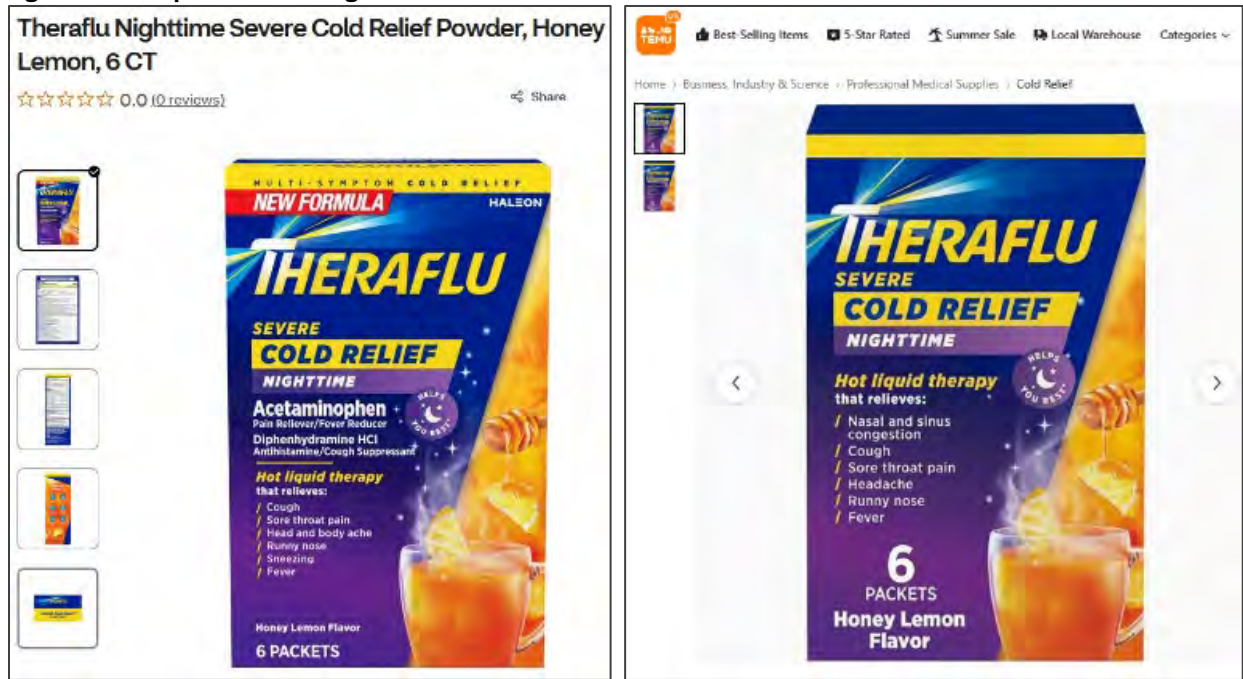 Theraflu Nighttime Severe Cold Relief Powder, Honey
Lemon, 6 CT
0.0 (0 reviews)
Share
MULTI-SYMPTOM COLD RELIEF
NEW FORMULA
HALEON
THERAFLU
SEVERE
COLD RELIEF
NIGHTTIME
HELPS YOU REST
Acetaminophen
Pain Reliever/Fever Reducer
Diphenhydramine HCl
Antihistamine/Cough Suppressant
Hot liquid therapy
that relieves:
/ Cough
/ Sore throat pain
/ Head and body ache
/ Runny nose
/ Sneezing
/ Fever
Honey Lemon Flavor
6 PACKETS
US
TEMU
Best-Selling Items
5-Star Rated
Summer Sale
Local Warehouse
Categories
Home › Business, Industry & Science › Professional Medical Supplies › Cold Relief
THERAFLU
SEVERE
COLD RELIEF
NIGHTTIME
HELPS YOU REST
Hot liquid therapy
that relieves:
/ Nasal and sinus
congestion
/ Cough
/ Sore throat pain
/ Headache
/ Runny nose
/ Fever
6
PACKETS
Honey Lemon
Flavor